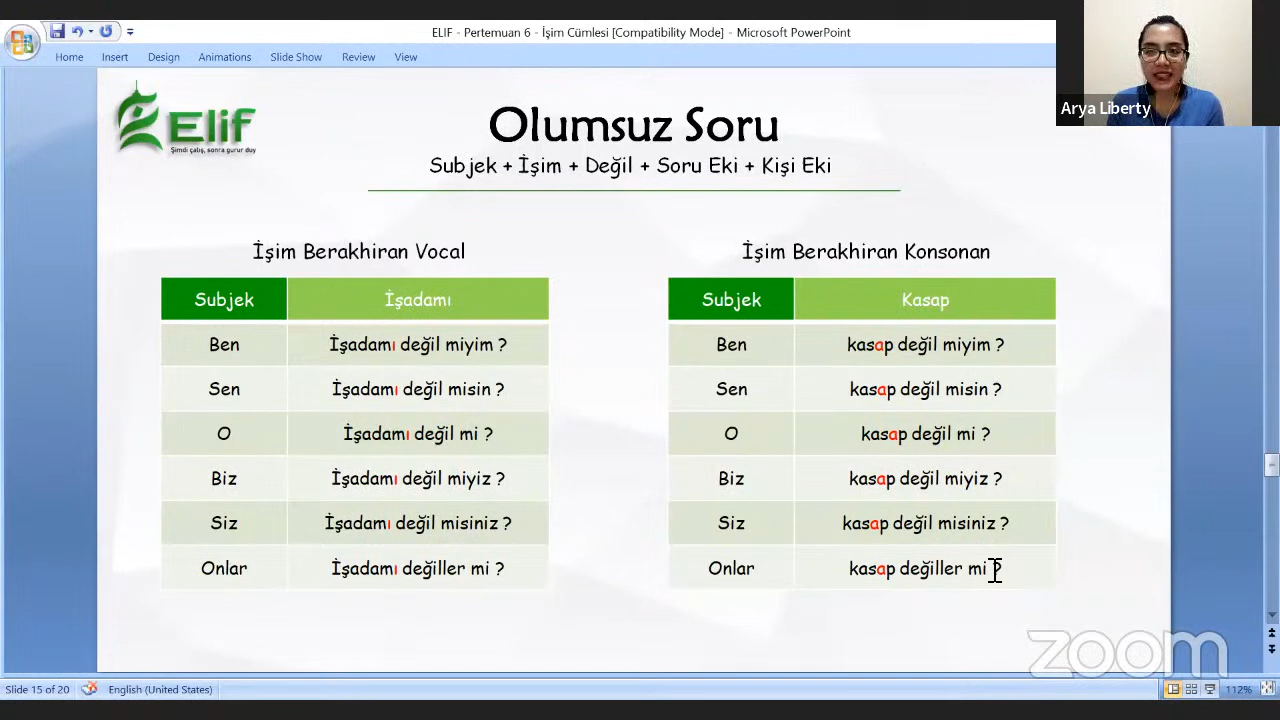 ELIF - Pertemuan 6 - İşim Cümlesi [Compatibility Mode] - Microsoft PowerPoint
Home Insert Design Animations Slide Show Review View
Arya Liberty
Elif
Şimdi çalış, sonra gurur duy
Olumsuz Soru
Subjek + İşim + Değil + Soru Eki + Kişi Eki
İşim Berakhiran Vocal
Subjek İşadamı
Ben İşadamı değil miyim ?
Sen İşadamı değil misin ?
O İşadamı değil mi ?
Biz İşadamı değil miyiz ?
Siz İşadamı değil misiniz ?
Onlar İşadamı değiller mi ?
İşim Berakhiran Konsonan
Subjek Kasap
Ben kasap değil miyim ?
Sen kasap değil misin ?
O kasap değil mi ?
Biz kasap değil miyiz ?
Siz kasap değil misiniz ?
Onlar kasap değiller mi ?
zoom
Slide 15 of 20 English (United States) 112%